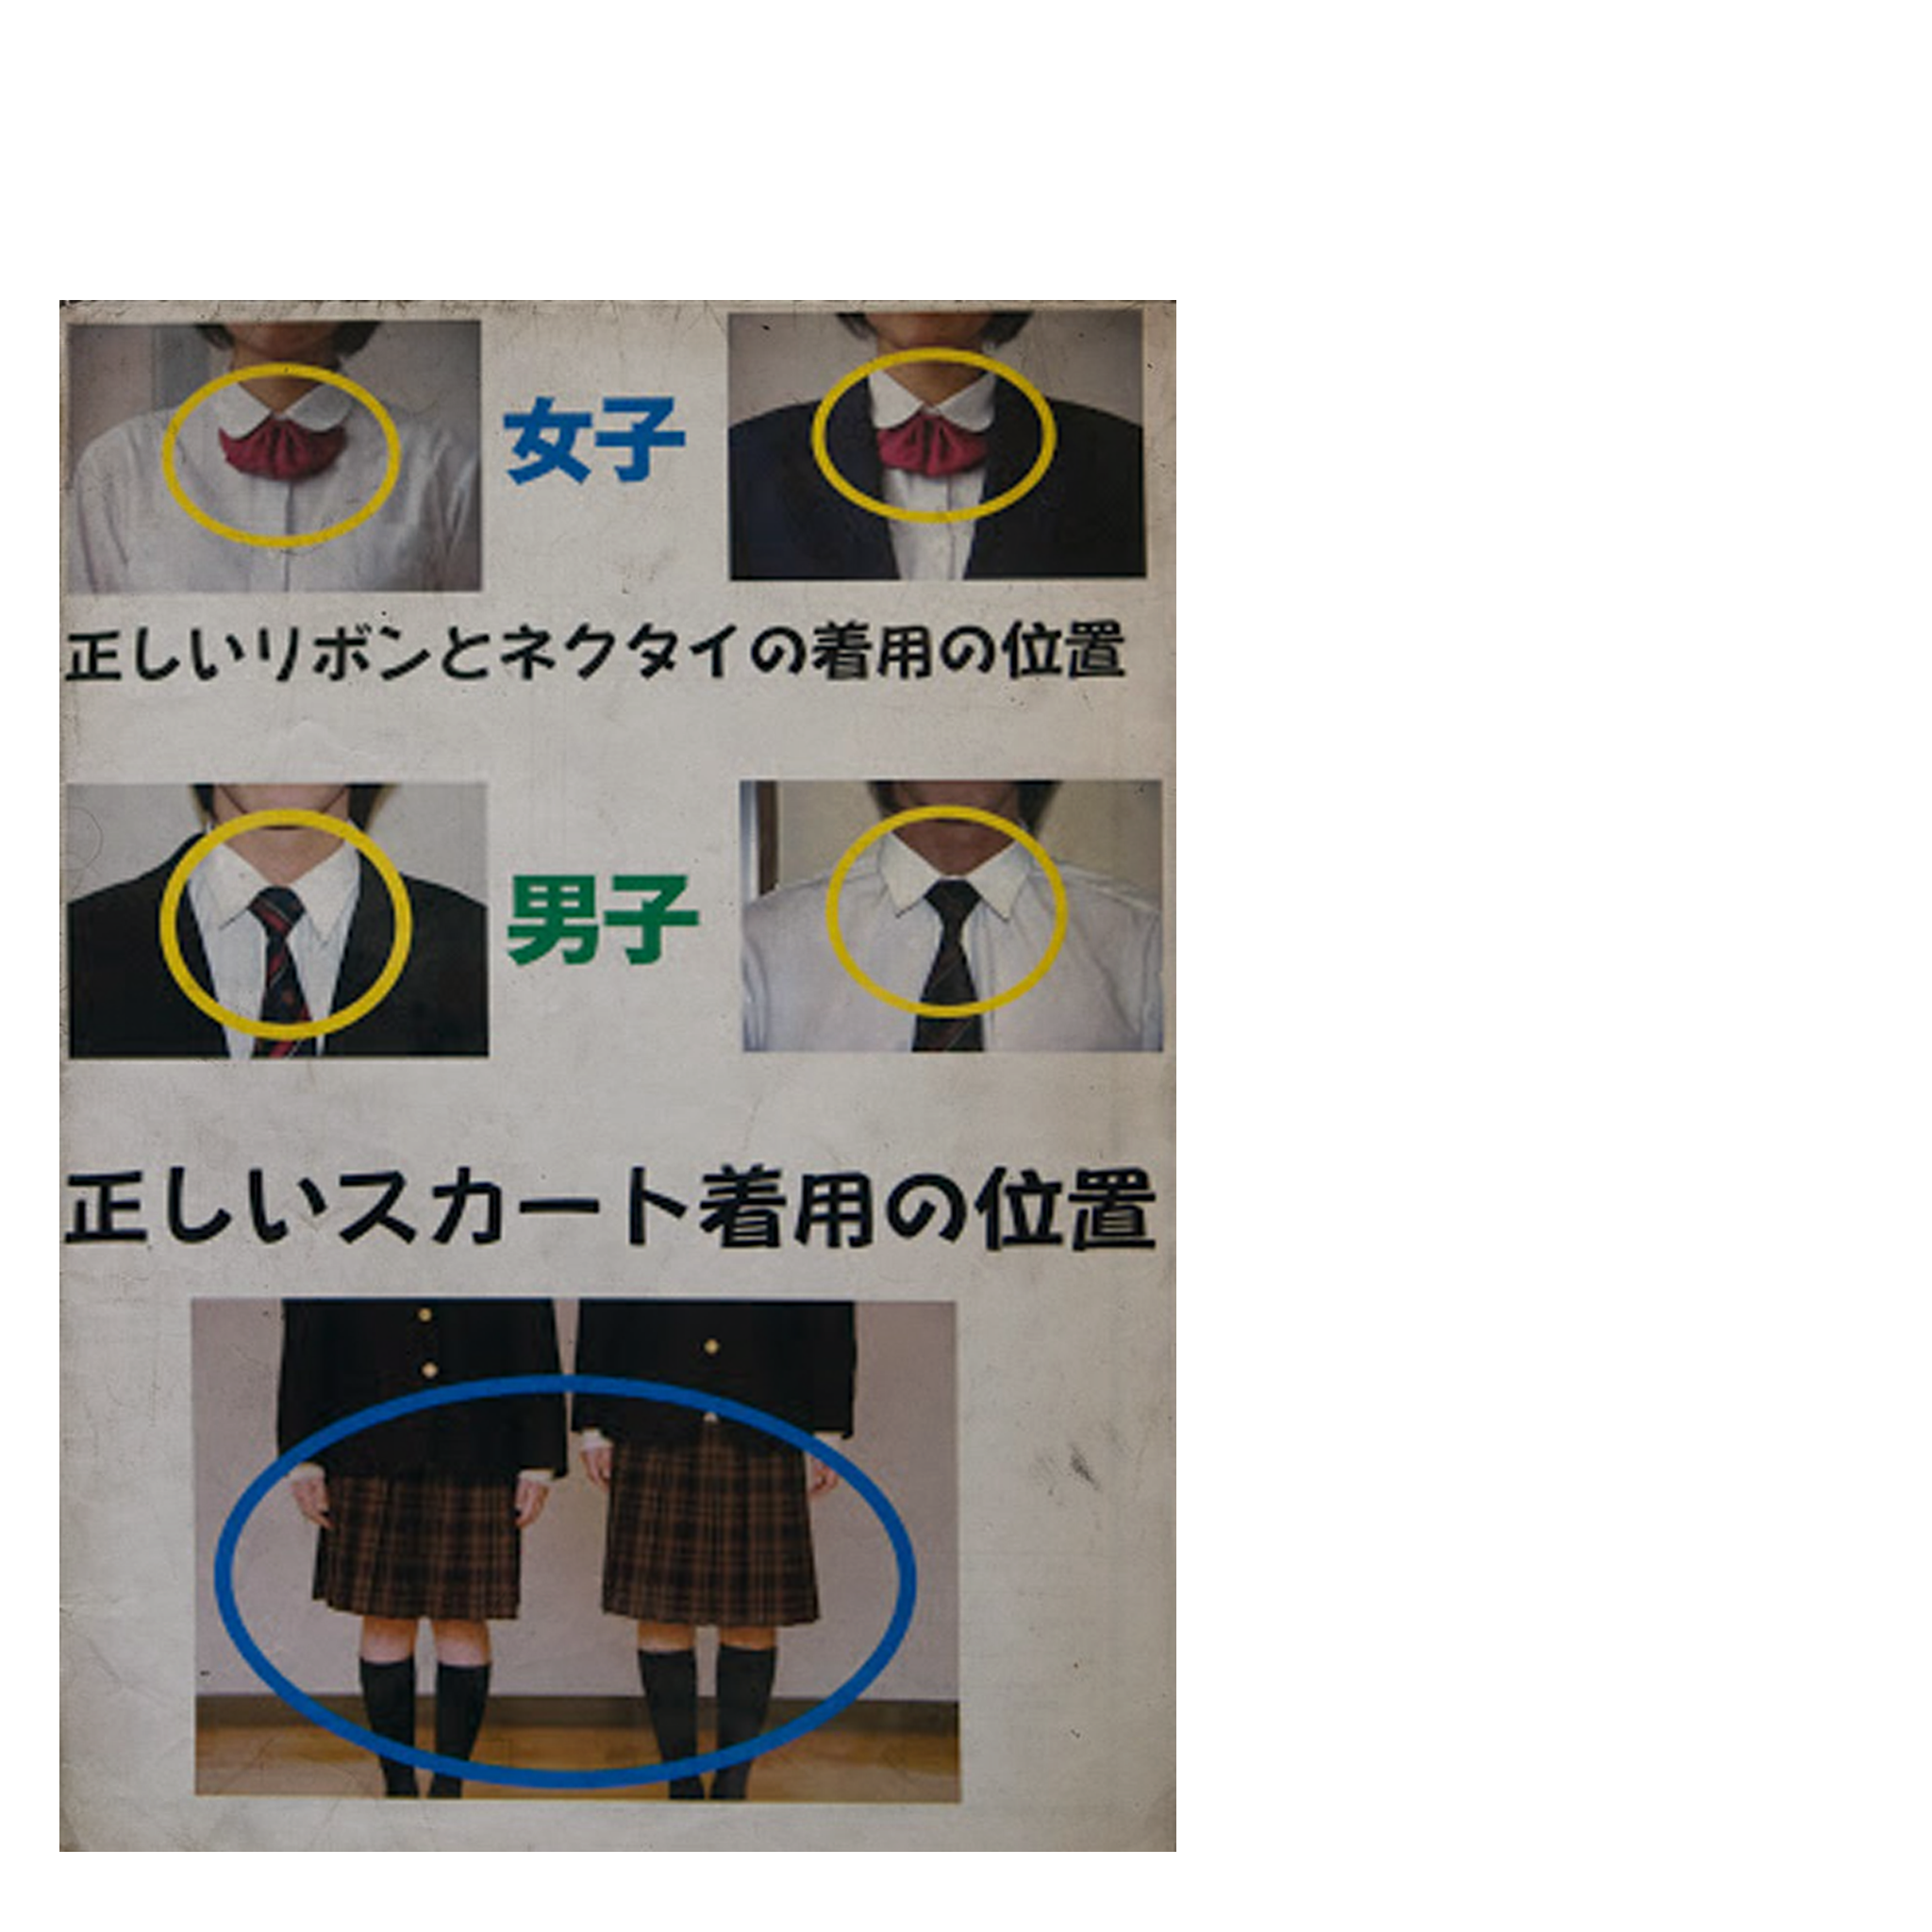 女子
正しいリボンとネクタイの着用の位置
男子
正しいスカート着用の位置